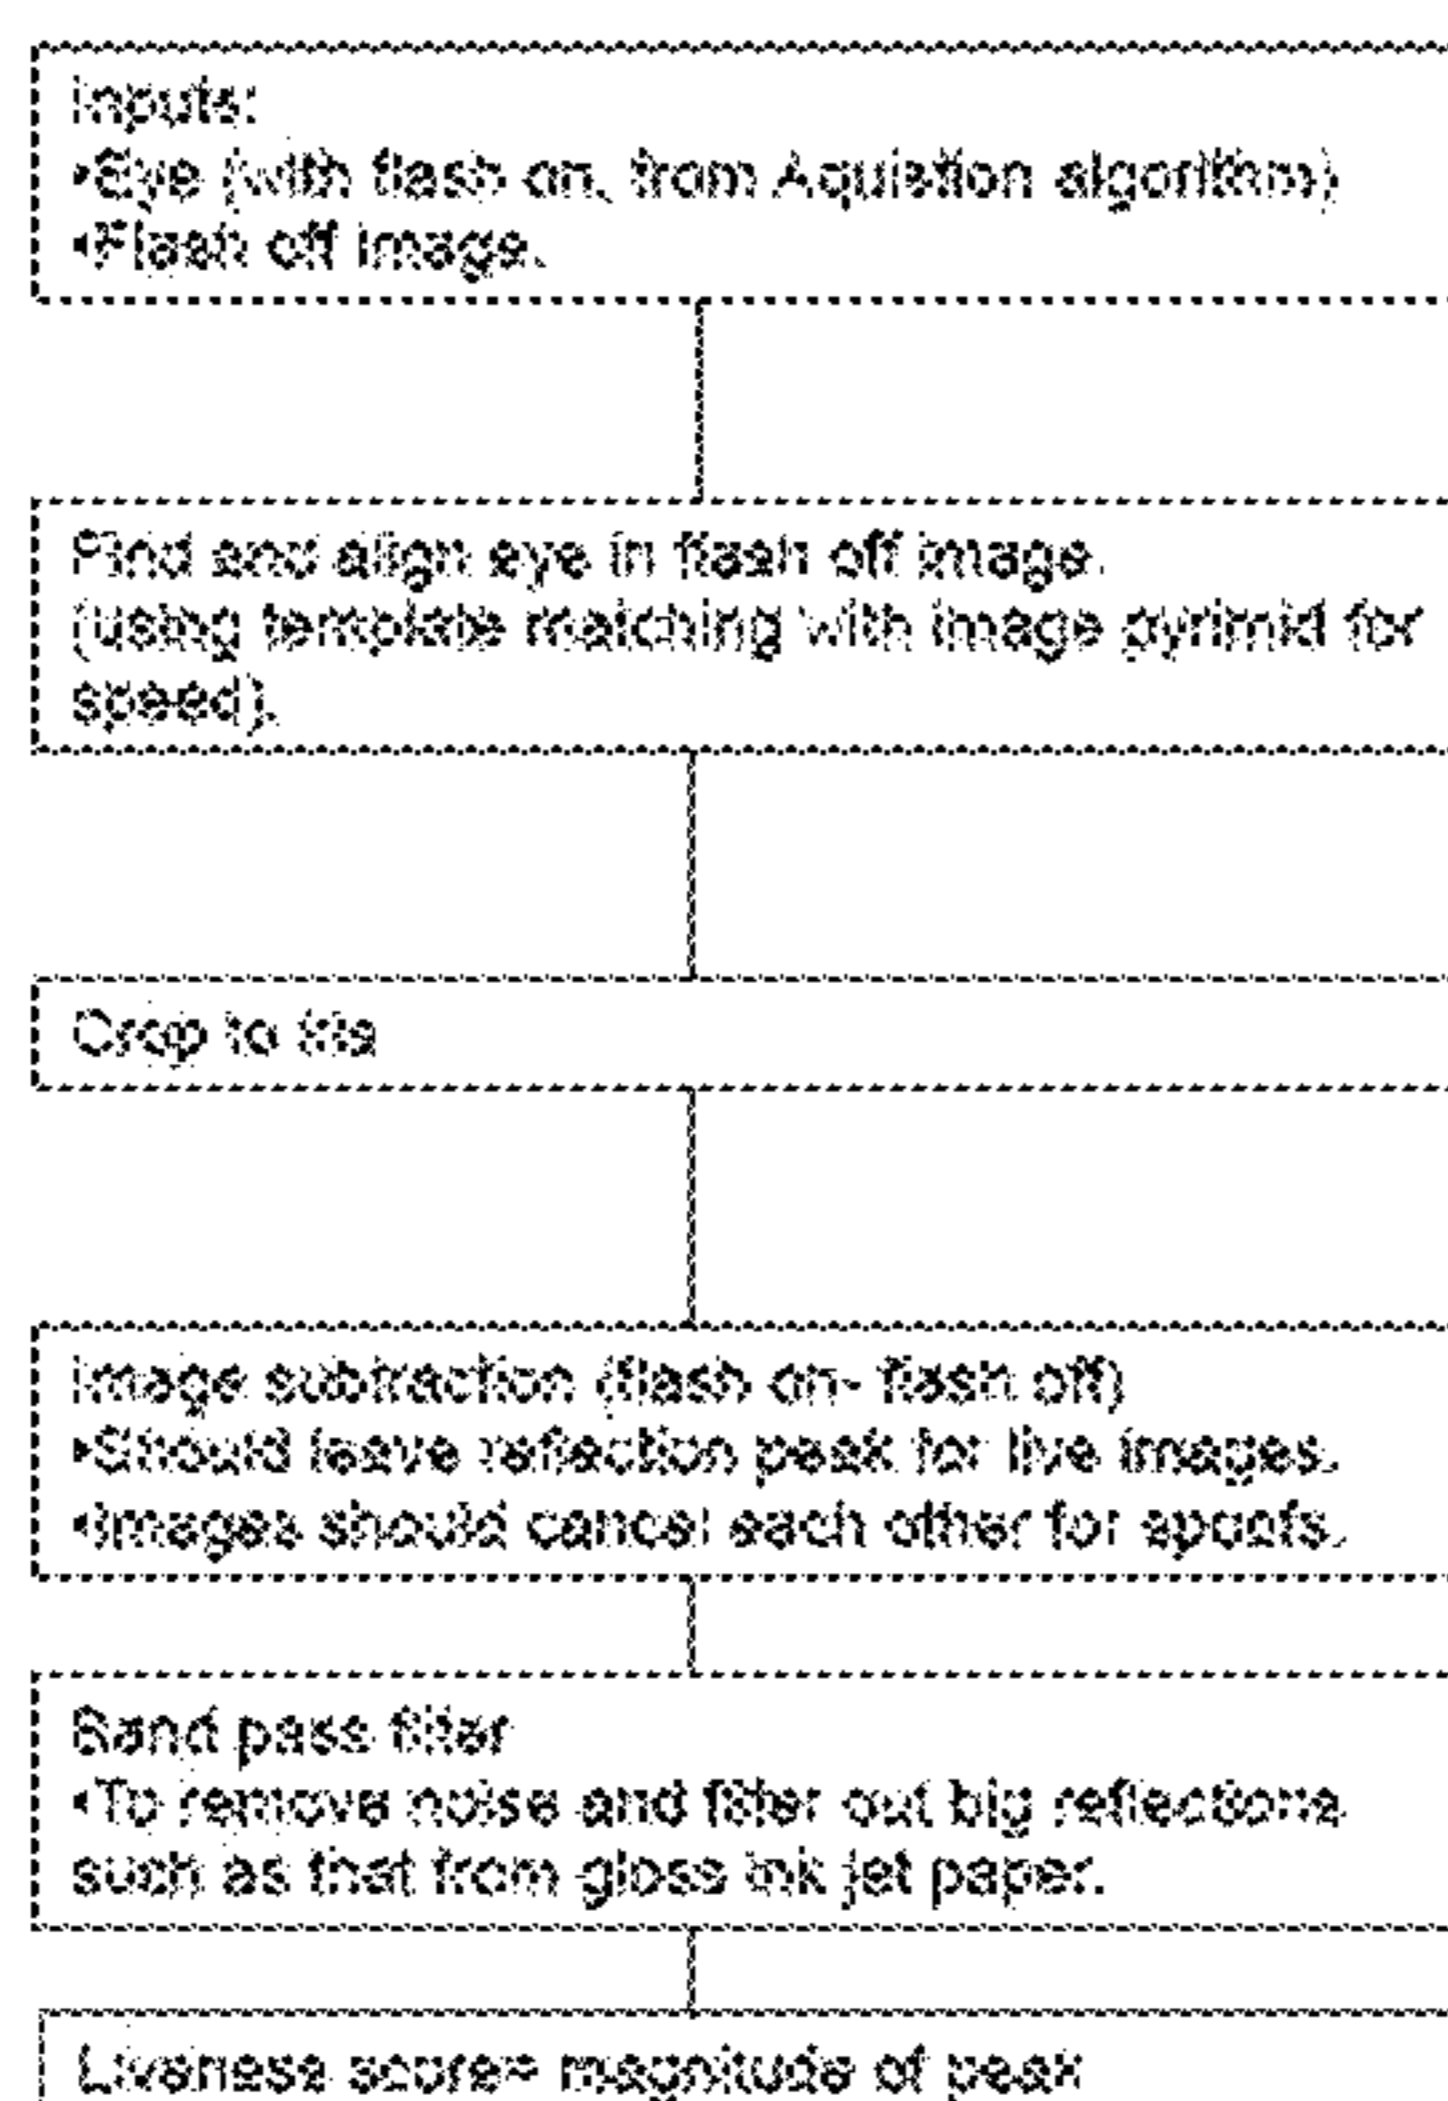 Inputs:
•Eye (with flash on, from Aquistion algorithm)
•Flash off image.
Find and align eye in flash off image.
(using template matching with image pyrimid for
speed).
Crop to Iris
Image subtraction (flash on- flash off)
•Should leave reflection peak for live images.
•Images should cancel each other for spoofs.
Band pass filter
•To remove noise and filter out big reflections
such as that from gloss ink jet paper.
Liveness score= magnitude of peak